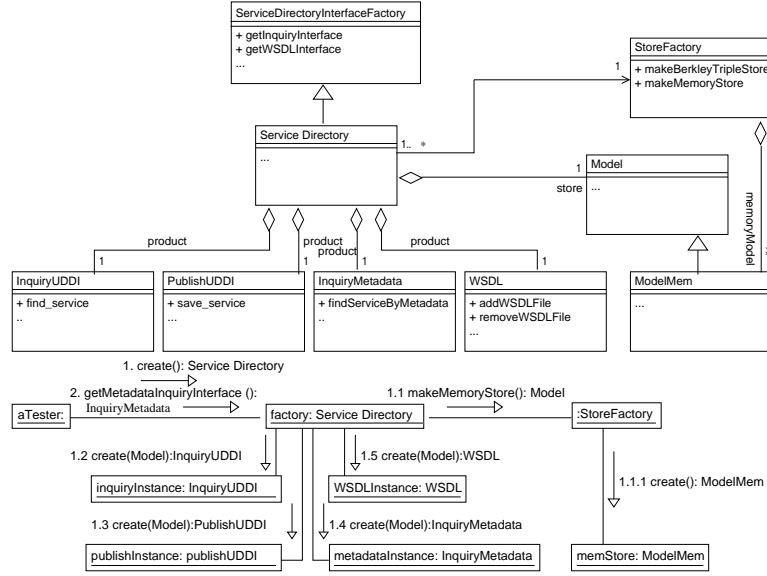 ServiceDirectoryInterfaceFactory
+ getInquiryInterface
+ getWSDLInterface
...
StoreFactory
+ makeBerkleyTripleStore
+ makeMemoryStore
1
Service Directory
...
1.. *
Model
...
1
store
memoryModel
product
product
product
product
1
1
1
1
InquiryUDDI
+ find_service
..
PublishUDDI
+ save_service
...
InquiryMetadata
+ findServiceByMetadata
..
WSDL
+ addWSDLFile
+ removeWSDLFile
...
ModelMem
...
1. create(): Service Directory
2. getMetadataInquiryInterface ():
InquiryMetadata
1.1 makeMemoryStore(): Model
aTester:
factory: Service Directory
:StoreFactory
1.2 create(Model):InquiryUDDI
1.5 create(Model):WSDL
1.1.1 create(): ModelMem
inquiryInstance: InquiryUDDI
WSDLInstance: WSDL
1.3 create(Model):PublishUDDI
1.4 create(Model):InquiryMetadata
publishInstance: publishUDDI
metadataInstance: InquiryMetadata
memStore: ModelMem